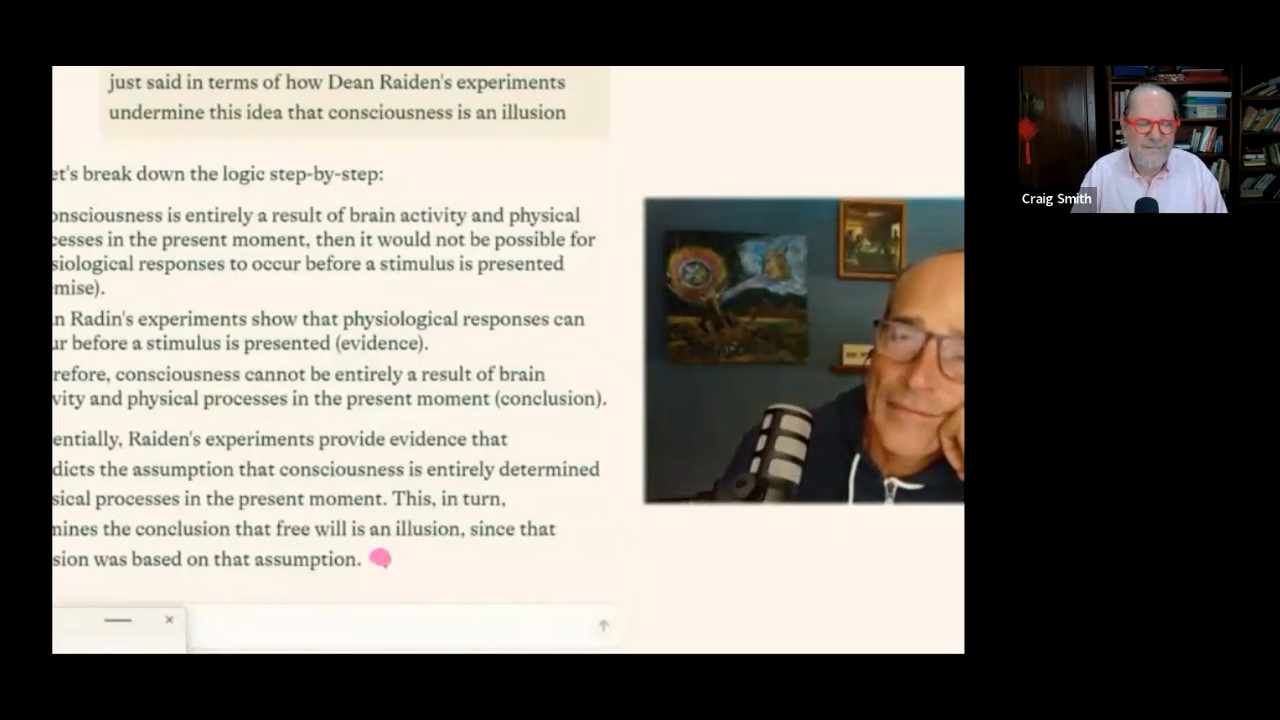 just said in terms of how Dean Raiden's experiments
undermine this idea that consciousness is an illusion
et's break down the logic step-by-step:
onsciousness is entirely a result of brain activity and physical
cesses in the present moment, then it would not be possible for
siological responses to occur before a stimulus is presented
mise).
n Radin's experiments show that physiological responses can
ur before a stimulus is presented (evidence).
refore, consciousness cannot be entirely a result of brain
vity and physical processes in the present moment (conclusion).
entially, Raiden's experiments provide evidence that
dicts the assumption that consciousness is entirely determined
sical processes in the present moment. This, in turn,
mines the conclusion that free will is an illusion, since that
sion was based on that assumption. 🧠
Craig Smith